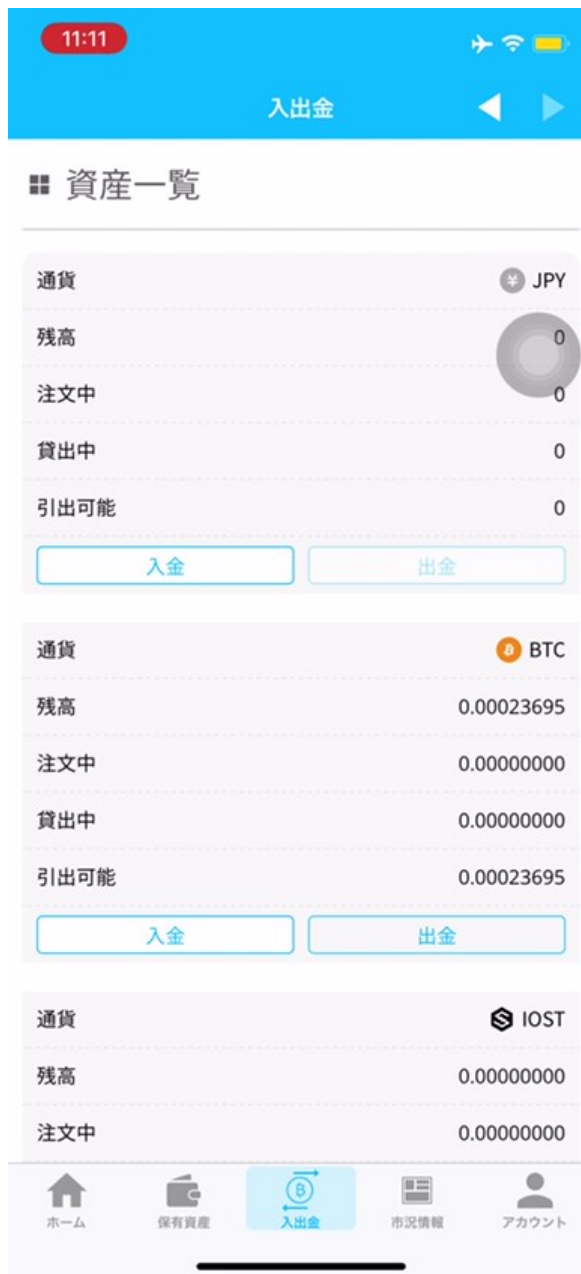 11:11
入出金
資産一覧
通貨 JPY
残高 0
注文中 0
貸出中 0
引出可能 0
入金 出金
通貨 BTC
残高 0.00023695
注文中 0.00000000
貸出中 0.00000000
引出可能 0.00023695
入金 出金
通貨 IOST
残高 0.00000000
注文中 0.00000000
ホーム 保有資産 入出金 市況情報 アカウント